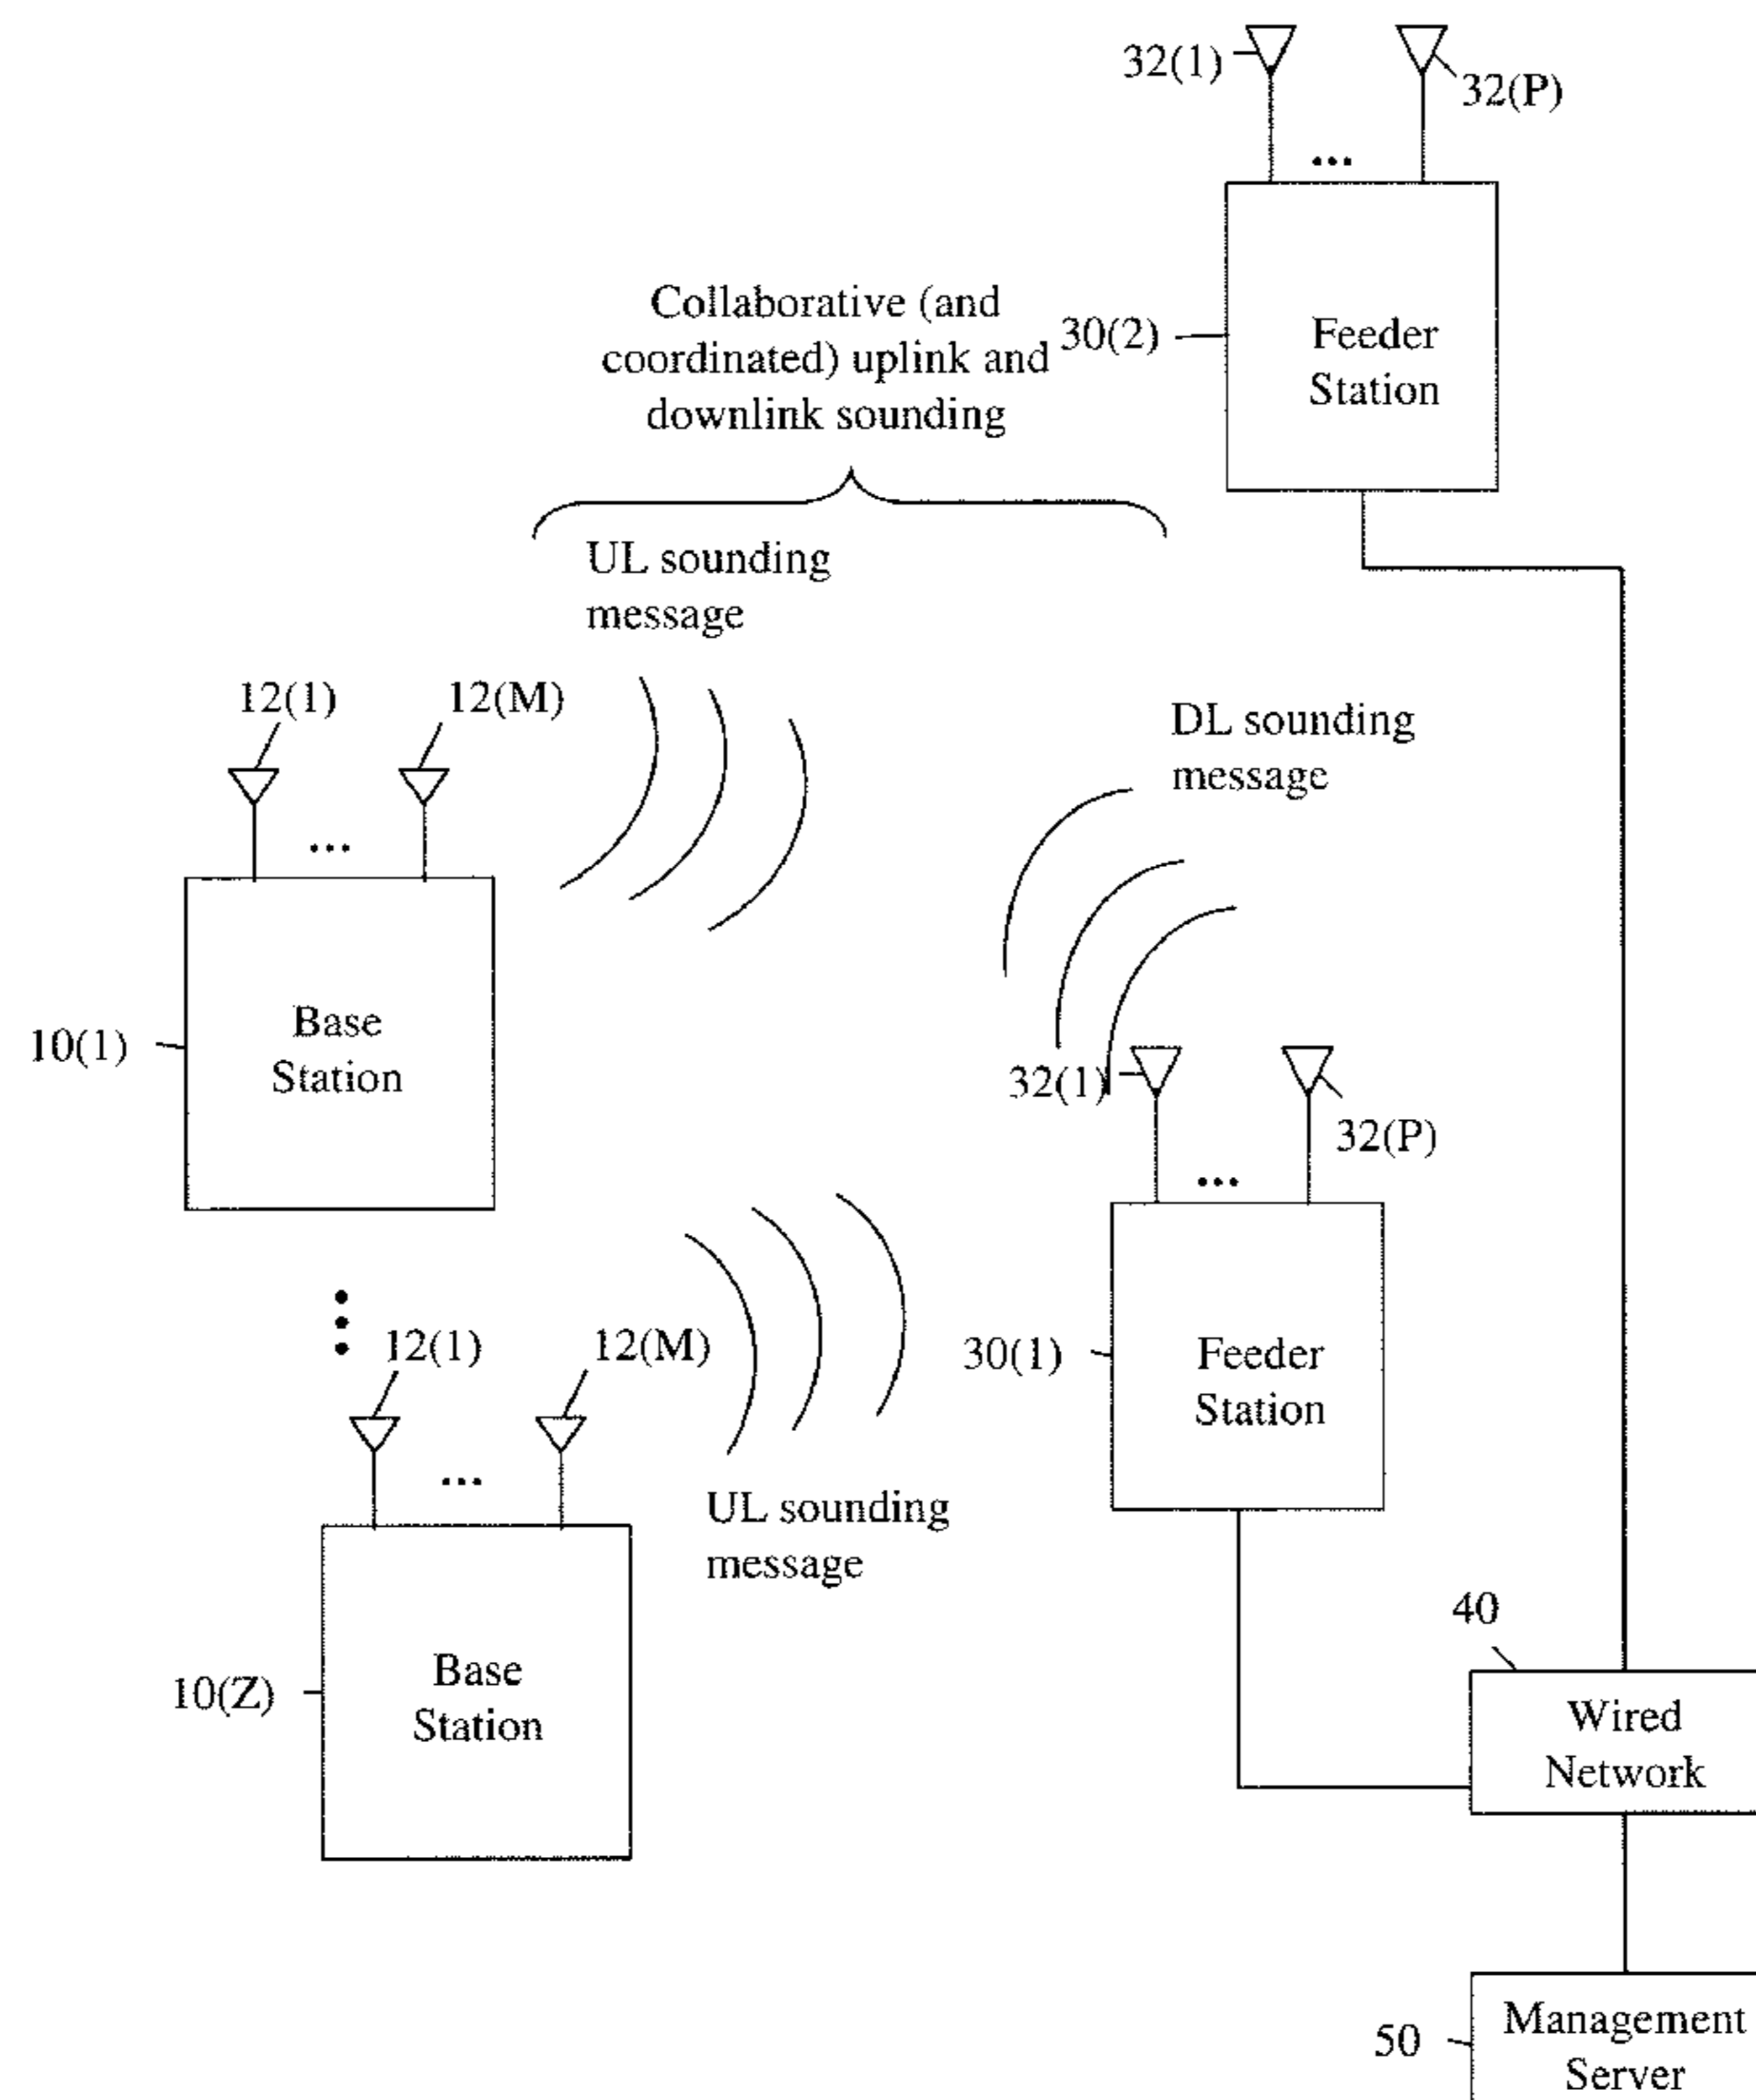 32(1)
32(P)
...
Collaborative (and
coordinated) uplink and
downlink sounding
30(2)
Feeder
Station
UL sounding
message
12(1)
12(M)
DL sounding
message
...
Base
Station
10(1)
32(1)
32(P)
...
12(1)
12(M)
30(1)
Feeder
Station
...
UL sounding
message
10(Z)
Base
Station
40
Wired
Network
50
Management
Server